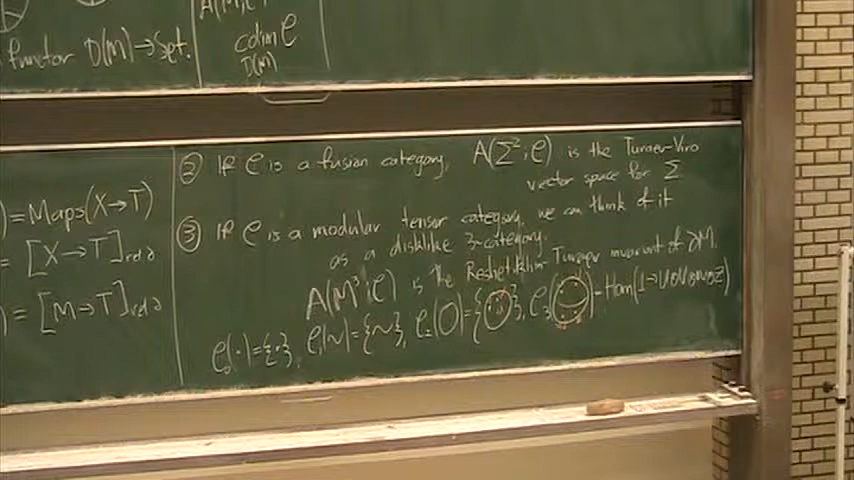 functor D(M)→Set.
A(M,C)
colim C
D(M)
=Maps(X→T)
= [X→T]rel ∂
= [M→T]rel ∂
② If C is a fusion category, A(Σ²; C) is the Turaev-Viro
vector space for Σ
③ If C is a modular tensor category, we can think of it
as a disklike 3-category.
A(M³; C) is the Reshetikhin-Turaev invariant of ∂M.
C₀(·)={·}, C₁(~)={~}, C₂(O)={ }, C₃( )=Hom(1→V⊗V⊗W⊗Z)